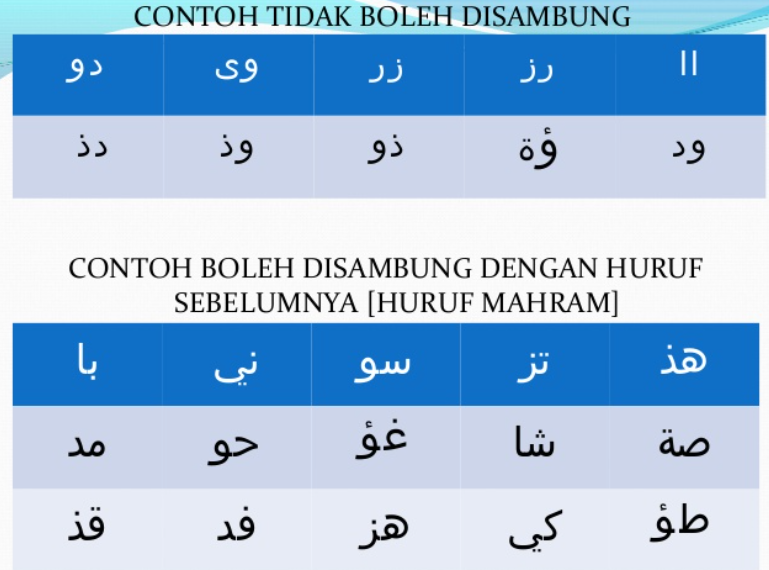 CONTOH TIDAK BOLEH DISAMBUNG
اا رز زر وى دو
ود ؤة ذو وذ دذ
CONTOH BOLEH DISAMBUNG DENGAN HURUF
SEBELUMNYA [HURUF MAHRAM]
هذ تز سو ني با
صة شا غؤ حو مد
طؤ كي هز فد قذ